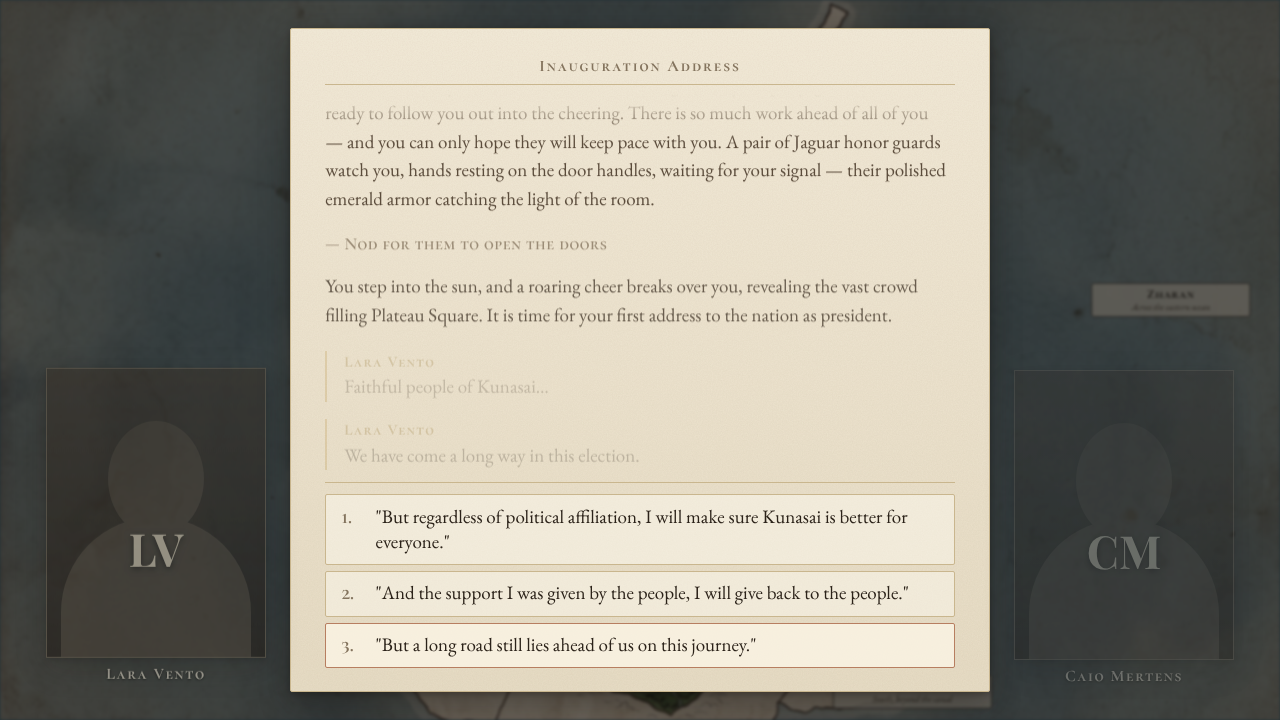 Inauguration Address
ready to follow you out into the cheering. There is so much work ahead of all of you
— and you can only hope they will keep pace with you. A pair of Jaguar honor guards
watch you, hands resting on the door handles, waiting for your signal — their polished
emerald armor catching the light of the room.
— Nod for them to open the doors
You step into the sun, and a roaring cheer breaks over you, revealing the vast crowd
filling Plateau Square. It is time for your first address to the nation as president.
Lara Vento
Faithful people of Kunasai...
Lara Vento
We have come a long way in this election.
1. "But regardless of political affiliation, I will make sure Kunasai is better for
everyone."
2. "And the support I was given by the people, I will give back to the people."
3. "But a long road still lies ahead of us on this journey."
LV
Lara Vento
CM
Caio Mertens
Zharan